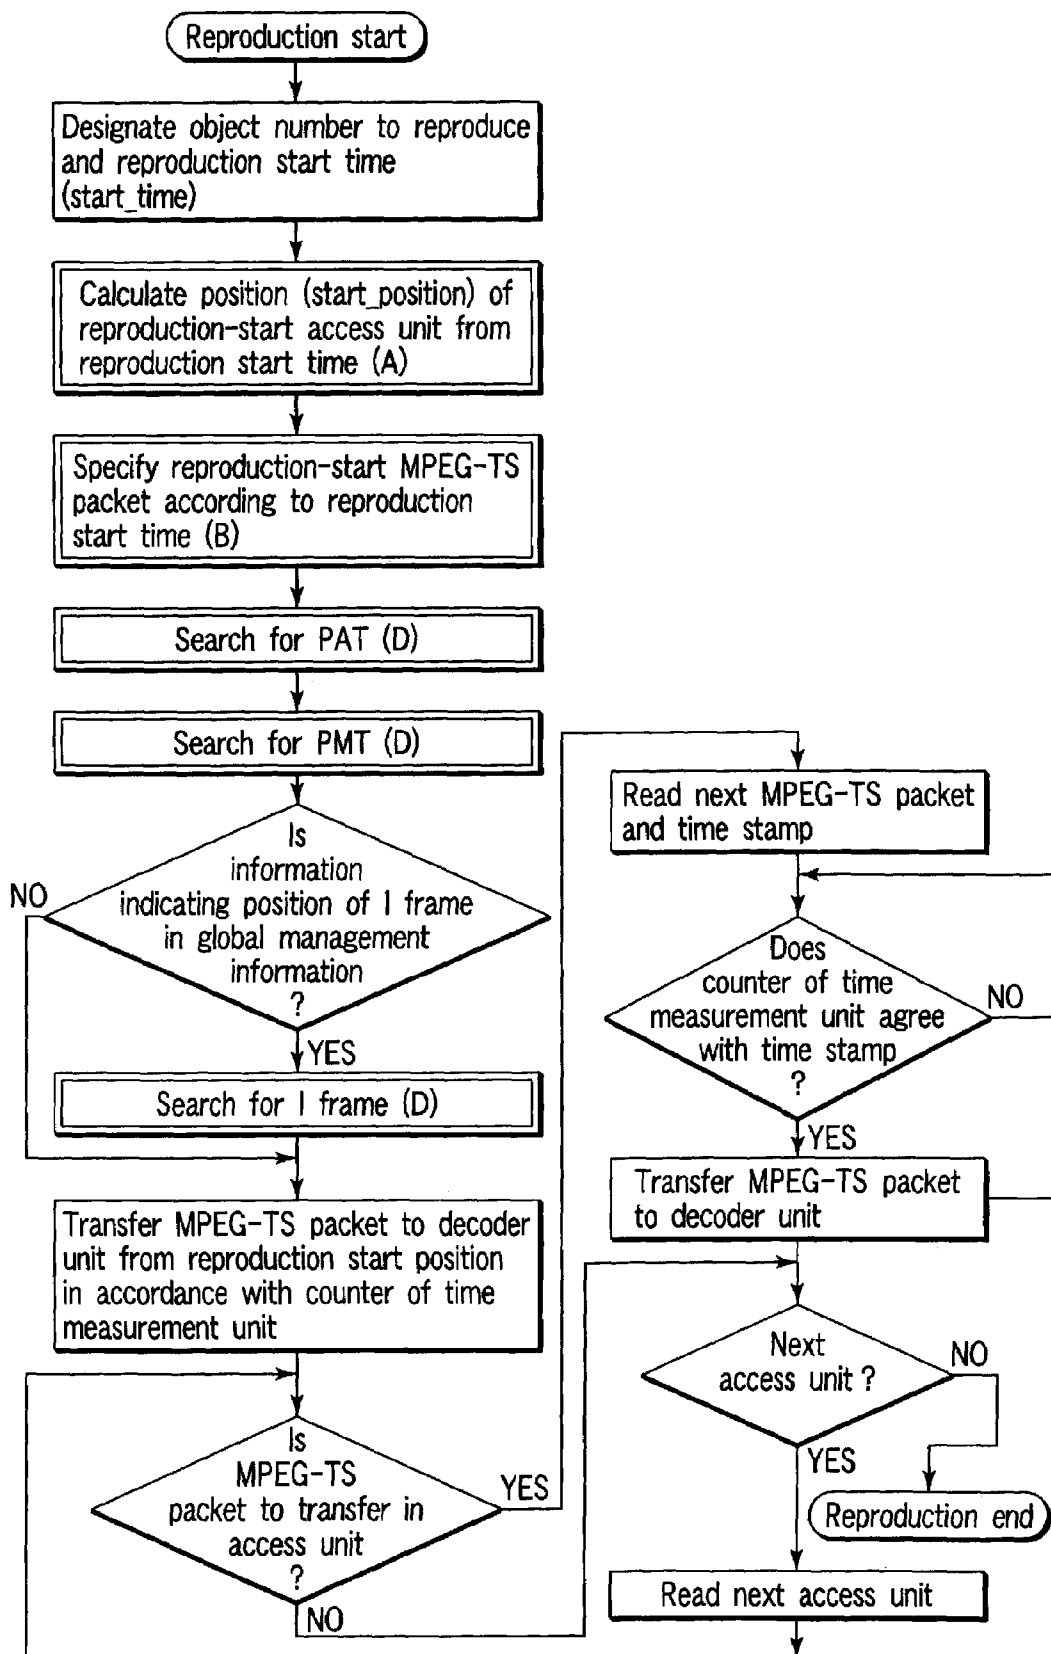 Reproduction start
Designate object number to reproduce
and reproduction start time
(start_time)
Calculate position (start_position) of
reproduction-start access unit from
reproduction start time (A)
Specify reproduction-start MPEG-TS
packet according to reproduction
start time (B)
Search for PAT (D)
Search for PMT (D)
Is
information
indicating position of I frame
in global management
information
?
NO
YES
Search for I frame (D)
Transfer MPEG-TS packet to decoder
unit from reproduction start position
in accordance with counter of time
measurement unit
Is
MPEG-TS
packet to transfer in
access unit
?
YES
NO
Read next MPEG-TS packet
and time stamp
Does
counter of time
measurement unit agree
with time stamp
?
NO
YES
Transfer MPEG-TS packet
to decoder unit
Next
access unit ?
NO
YES
Reproduction end
Read next access unit